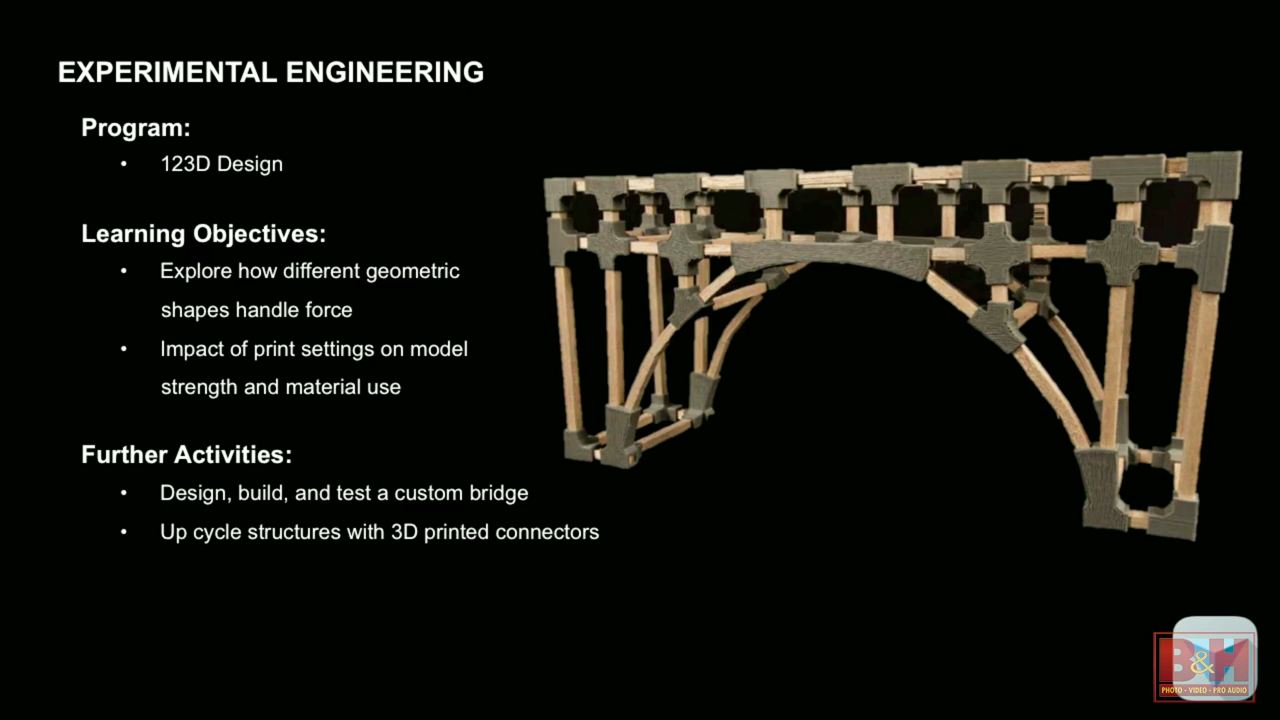 EXPERIMENTAL ENGINEERING
Program:
• 123D Design
Learning Objectives:
• Explore how different geometric
shapes handle force
• Impact of print settings on model
strength and material use
Further Activities:
• Design, build, and test a custom bridge
• Up cycle structures with 3D printed connectors
B&H
PHOTO - VIDEO - PRO AUDIO